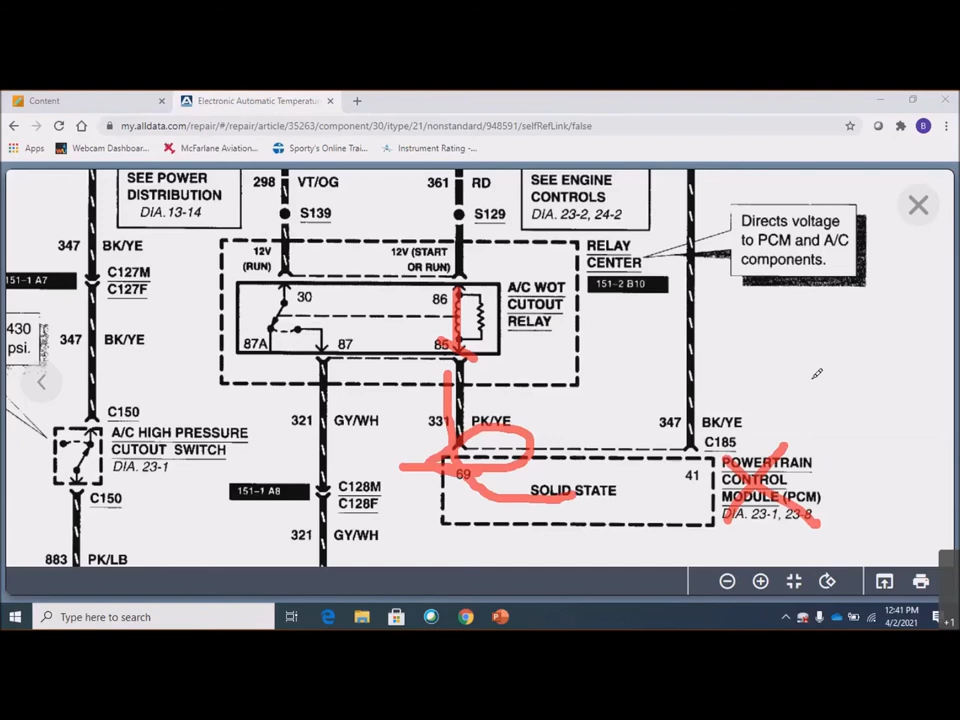 Content
Electronic Automatic Temperatur
my.alldata.com/repair/#/repair/article/35263/component/30/itype/21/nonstandard/948591/selfRefLink/false
Apps
Webcam Dashboar...
McFarlane Aviation...
Sporty's Online Trai...
Instrument Rating -...
SEE POWER
DISTRIBUTION
DIA. 13-14
298
VT/OG
361
RD
SEE ENGINE
CONTROLS
DIA. 23-2, 24-2
S139
S129
347
BK/YE
12V
(RUN)
12V (START
OR RUN)
RELAY
CENTER
151-2 B10
Directs voltage
to PCM and A/C
components.
151-1 A7
C127M
C127F
30
86
A/C WOT
CUTOUT
RELAY
87A
87
85
430
psi.
347
BK/YE
C150
A/C HIGH PRESSURE
CUTOUT SWITCH
DIA. 23-1
321
GY/WH
331
PK/YE
347
BK/YE
C185
POWERTRAIN
CONTROL
MODULE (PCM)
DIA. 23-1, 23-8
69
SOLID STATE
41
151-1 A8
C128M
C128F
C150
321
GY/WH
883
PK/LB
Type here to search
12:41 PM
4/2/2021
B
+1